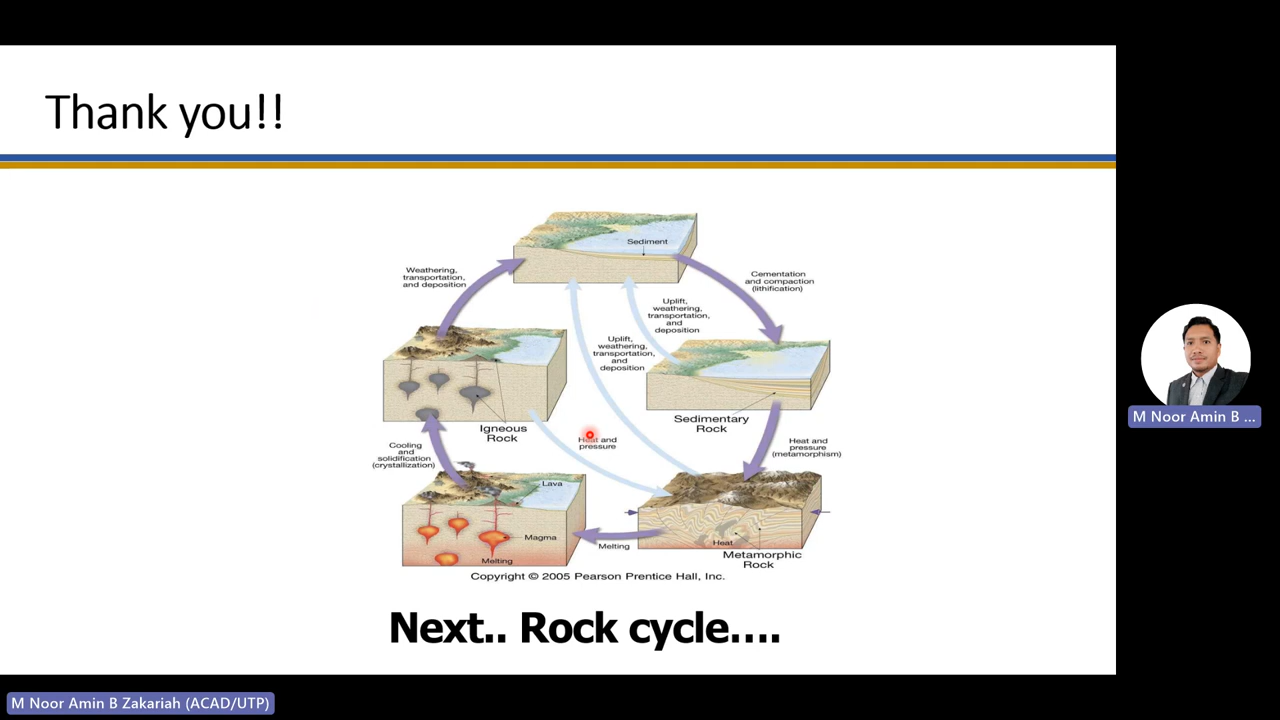 Thank you!!
Sediment
Weathering,
transportation,
and deposition
Cementation
and compaction
(lithification)
Uplift,
weathering,
transportation,
and
deposition
Uplift,
weathering,
transportation,
and
deposition
Igneous
Rock
Sedimentary
Rock
Heat and
pressure
Heat and
pressure
(metamorphism)
Cooling
and
solidification
(crystallization)
Lava
Magma
Melting
Melting
Heat
Metamorphic
Rock
Copyright © 2005 Pearson Prentice Hall, Inc.
Next.. Rock cycle....
M Noor Amin B ...
M Noor Amin B Zakariah (ACAD/UTP)